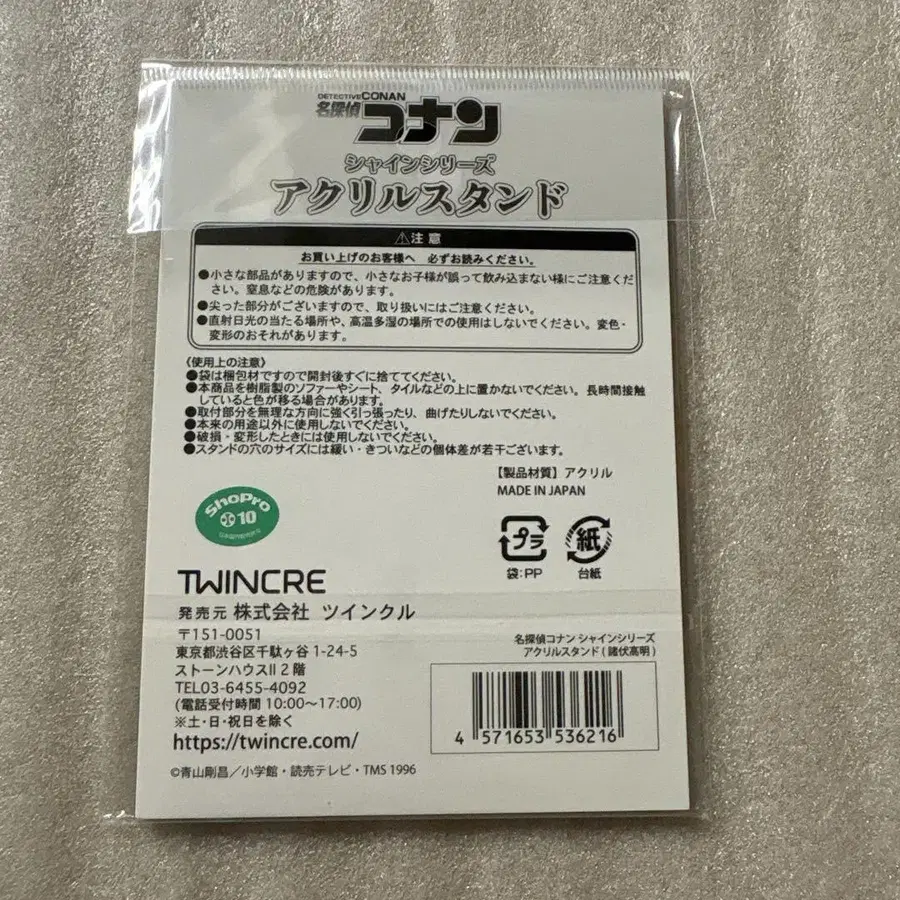 DETECTIVE CONAN
名探偵コナン
シャインシリーズ
アクリルスタンド
⚠注意
お買い上げのお客様へ 必ずお読みください。
●小さな部品がありますので、小さなお子様が誤って飲み込まない様にご注意くだ
さい。窒息などの危険があります。
●尖った部分がございますので、取り扱いにはご注意ください。
●直射日光の当たる場所や、高温多湿の場所での使用はしないでください。変色・
変形のおそれがあります。
《使用上の注意》
●袋は梱包材ですので開封後すぐに捨ててください。
●本商品を樹脂製のソファーやシート、タイルなどの上に置かないでください。長時間接触
していると色が移る場合があります。
●取付部分を無理な方向に強く引っ張ったり、曲げたりしないでください。
●本来の用途以外に使用しないでください。
●破損・変形したときには使用しないでください。
●スタンドの穴のサイズには緩い・きついなどの個体差が若干ございます。
【製品材質】アクリル
MADE IN JAPAN
ShoPro
10
プラ
紙
袋:PP
台紙
TWINCRE
発売元 株式会社 ツインクル
〒151-0051
東京都渋谷区千駄ヶ谷 1-24-5
ストーンハウスII 2階
TEL03-6455-4092
(電話受付時間 10:00～17:00)
※土・日・祝日を除く
https://twincre.com/
名探偵コナン シャインシリーズ
アクリルスタンド(諸伏高明)
4 571653 536216
©青山剛昌／小学館・読売テレビ・TMS 1996